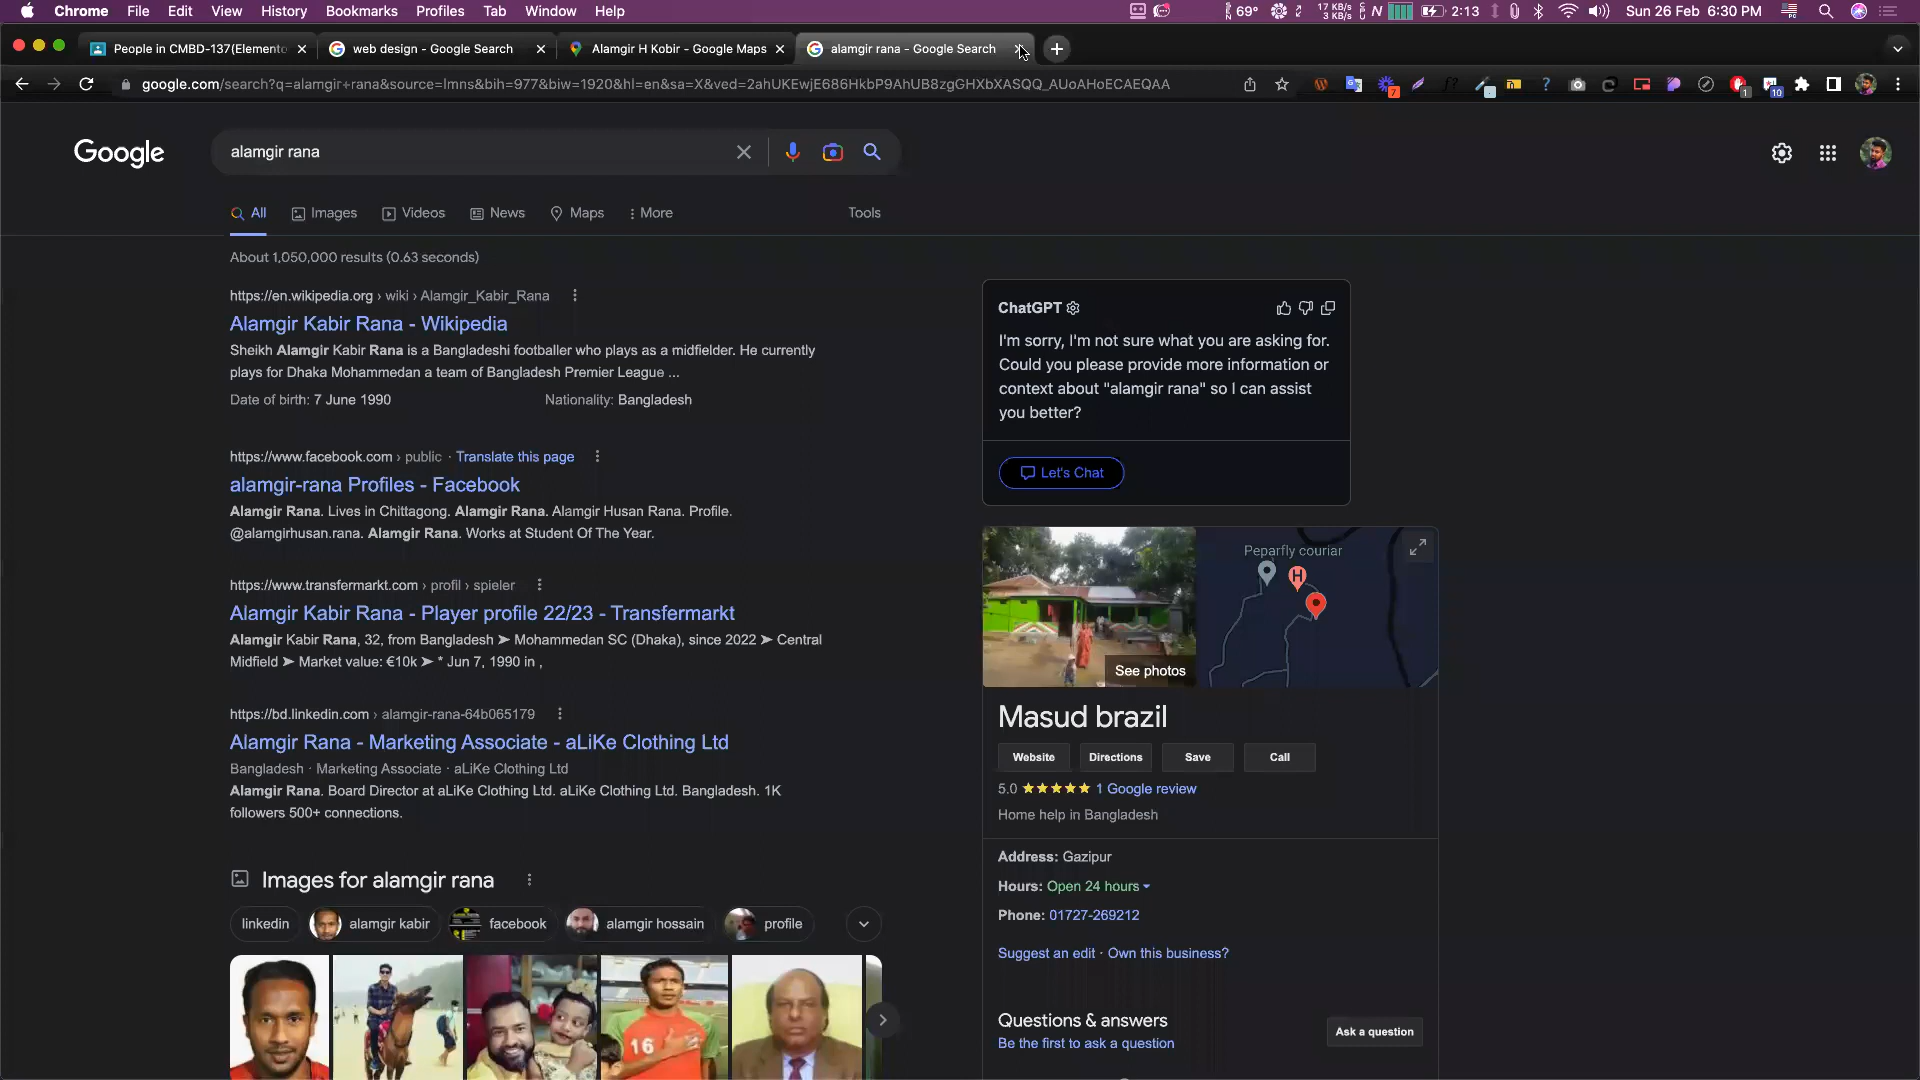 Chrome File Edit View History Bookmarks Profiles Tab Window Help 69° 17 KB/s 3 KB/s N 2:13 Sun 26 Feb 6:30 PM
People in CMBD-137(Elemento web design - Google Search Alamgir H Kobir - Google Maps alamgir rana - Google Search
google.com/search?q=alamgir+rana&source=lmns&bih=977&biw=1920&hl=en&sa=X&ved=2ahUKEwjE686HkbP9AhUB8zgGHXbXASQQ_AUoAHoECAEQAA
7 1 10
Google
alamgir rana
All Images Videos News Maps More Tools
About 1,050,000 results (0.63 seconds)
https://en.wikipedia.org › wiki › Alamgir_Kabir_Rana
Alamgir Kabir Rana - Wikipedia
Sheikh Alamgir Kabir Rana is a Bangladeshi footballer who plays as a midfielder. He currently
plays for Dhaka Mohammedan a team of Bangladesh Premier League ...
Date of birth: 7 June 1990 Nationality: Bangladesh
https://www.facebook.com › public · Translate this page
alamgir-rana Profiles - Facebook
Alamgir Rana. Lives in Chittagong. Alamgir Rana. Alamgir Husan Rana. Profile.
@alamgirhusan.rana. Alamgir Rana. Works at Student Of The Year.
https://www.transfermarkt.com › profil › spieler
Alamgir Kabir Rana - Player profile 22/23 - Transfermarkt
Alamgir Kabir Rana, 32, from Bangladesh ➤ Mohammedan SC (Dhaka), since 2022 ➤ Central
Midfield ➤ Market value: €10k ➤ * Jun 7, 1990 in ,
https://bd.linkedin.com › alamgir-rana-64b065179
Alamgir Rana - Marketing Associate - aLiKe Clothing Ltd
Bangladesh · Marketing Associate · aLiKe Clothing Ltd
Alamgir Rana. Board Director at aLiKe Clothing Ltd. aLiKe Clothing Ltd. Bangladesh. 1K
followers 500+ connections.
Images for alamgir rana
linkedin alamgir kabir facebook alamgir hossain profile
16
ChatGPT
I'm sorry, I'm not sure what you are asking for.
Could you please provide more information or
context about "alamgir rana" so I can assist
you better?
Let's Chat
Peparfly couriar
H
See photos
Masud brazil
Website Directions Save Call
5.0 ★★★★★ 1 Google review
Home help in Bangladesh
Address: Gazipur
Hours: Open 24 hours
Phone: 01727-269212
Suggest an edit · Own this business?
Questions & answers
Be the first to ask a question
Ask a question